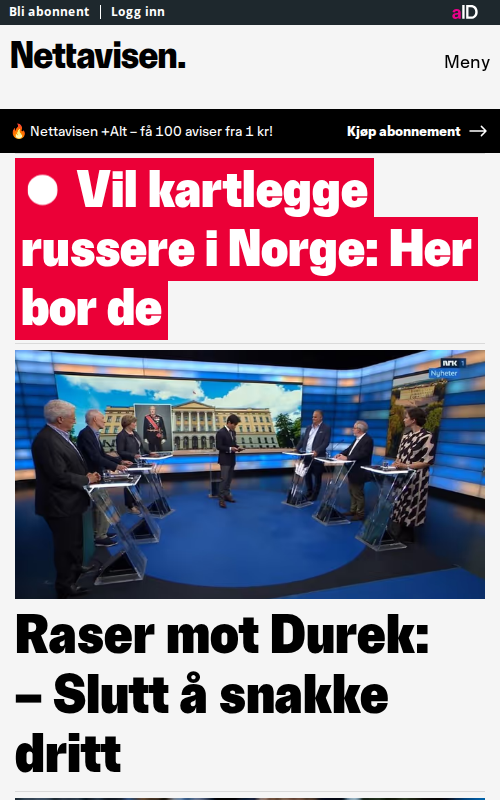 Bli abonnent | Logg inn
aID
Nettavisen.
Meny
🔥 Nettavisen +Alt – få 100 aviser fra 1 kr!
Kjøp abonnement →
Vil kartlegge
russere i Norge: Her
bor de
NRK 1
Nyheter
Raser mot Durek:
– Slutt å snakke
dritt